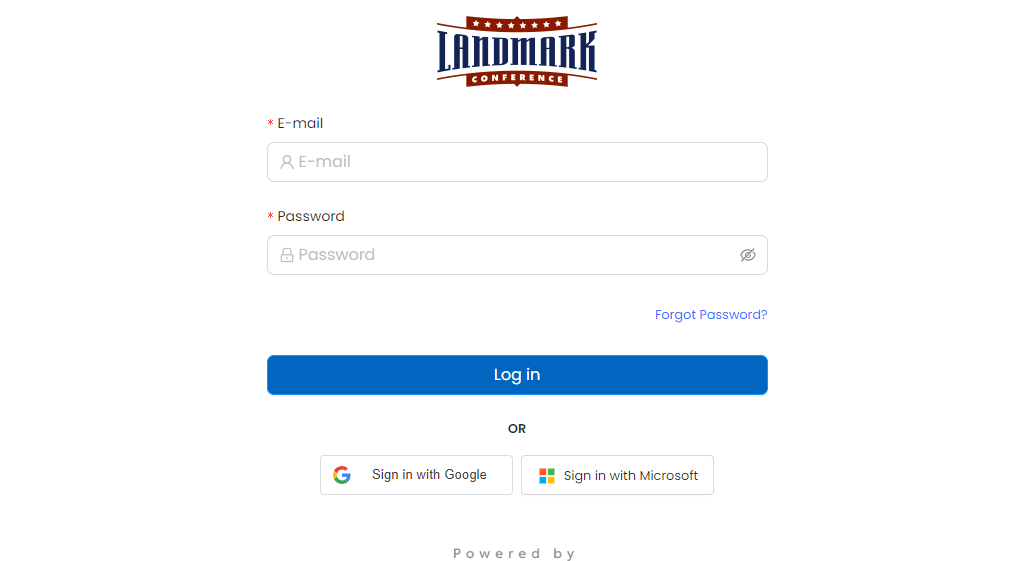 LANDMARK
CONFERENCE
* E-mail
E-mail
* Password
Password
Forgot Password?
Log in
OR
Sign in with Google
Sign in with Microsoft
Powered by